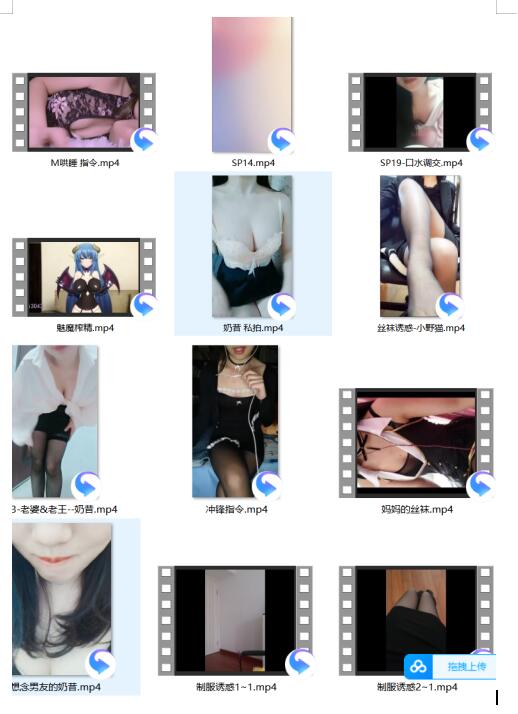 M哄睡 指令.mp4
SP14.mp4
SP19-口水调交.mp4
魅魔榨精.mp4
奶昔 私拍.mp4
丝袜诱惑-小野猫.mp4
3-老婆&老王--奶昔.mp4
冲锋指令.mp4
妈妈的丝袜.mp4
想念男友的奶昔.mp4
制服诱惑1~1.mp4
制服诱惑2~1.mp4
拖拽上传